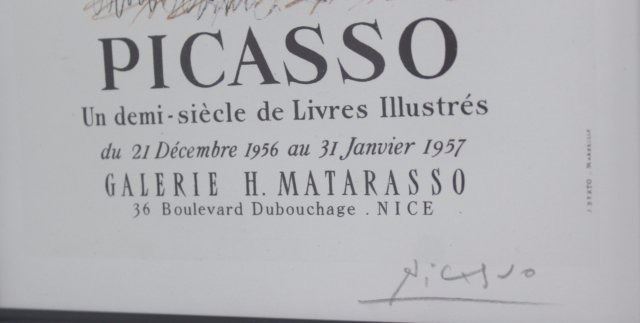 PICASSO
Un demi-siècle de Livres Illustrés
du 21 Décembre 1956 au 31 Janvier 1957
GALERIE H. MATARASSO
36 Boulevard Dubouchage . NICE
Picasso